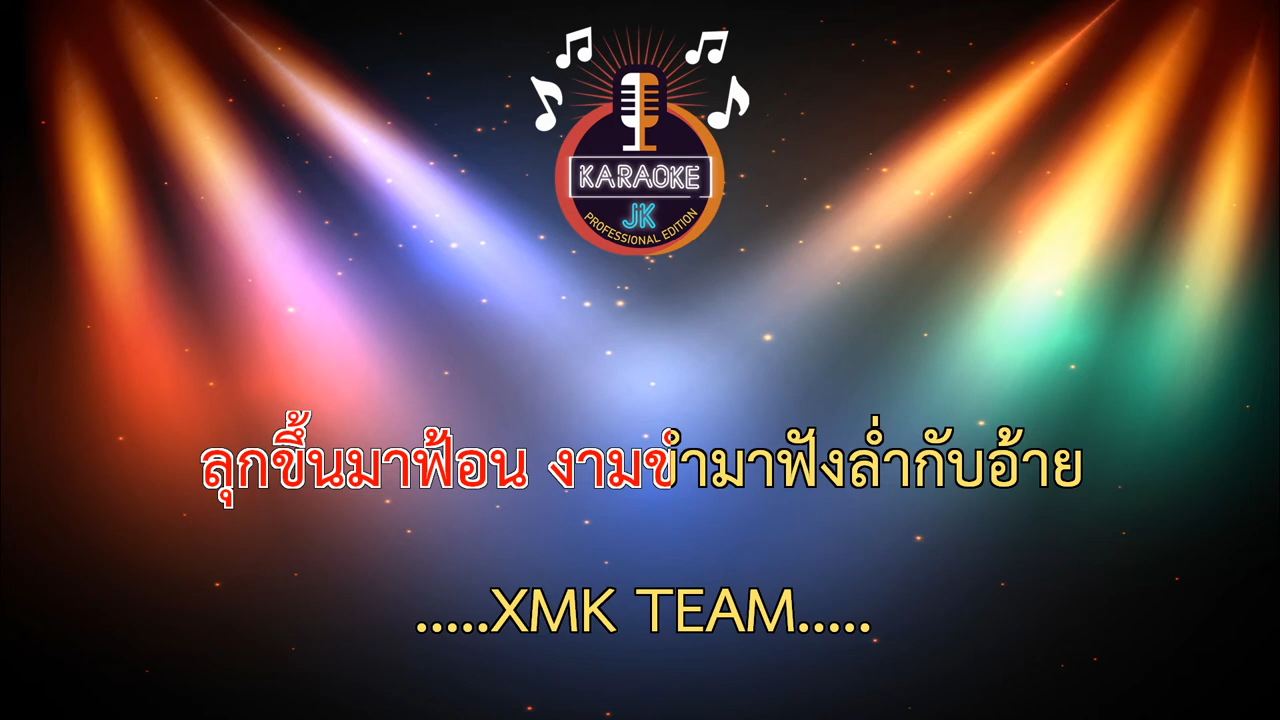 KARAOKE
JK
PROFESSIONAL EDITION
ลุกขึ้นมาฟ้อน งามขำมาฟังล่ำกับอ้าย
.....XMK TEAM.....